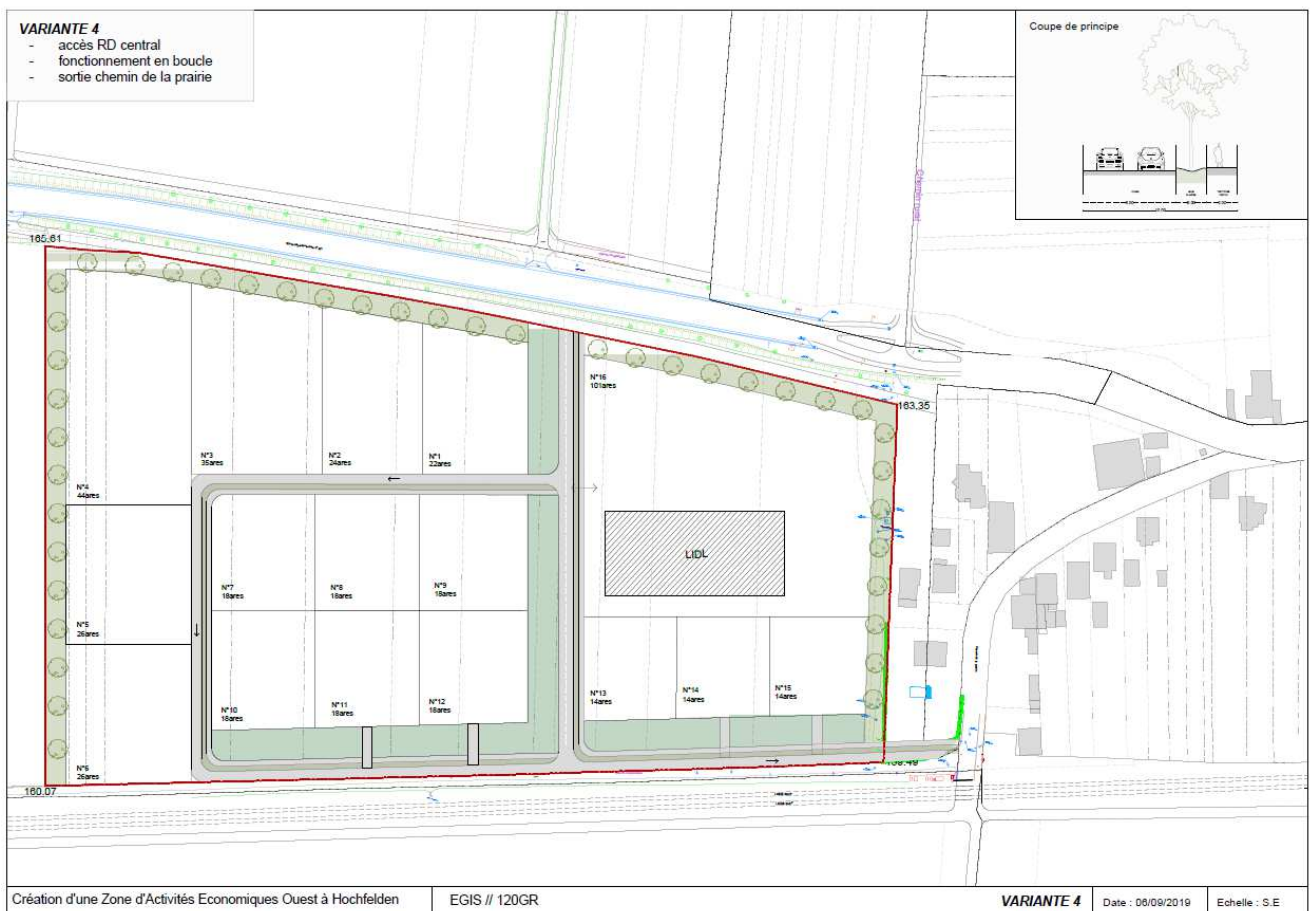 VARIANTE 4
- accès RD central
- fonctionnement en boucle
- sortie chemin de la prairie
Coupe de principe
Chemin rural
165.61
163.35
N°16
101ares
N°3
35ares
N°2
24ares
N°1
22ares
N°4
44ares
LIDL
N°7
18ares
N°8
18ares
N°9
18ares
N°5
26ares
N°10
18ares
N°11
18ares
N°12
18ares
N°13
14ares
N°14
14ares
N°15
14ares
N°6
26ares
160.07
Création d'une Zone d'Activités Economiques Ouest à Hochfelden
EGIS // 120GR
VARIANTE 4
Date : 06/09/2019
Echelle : S.E